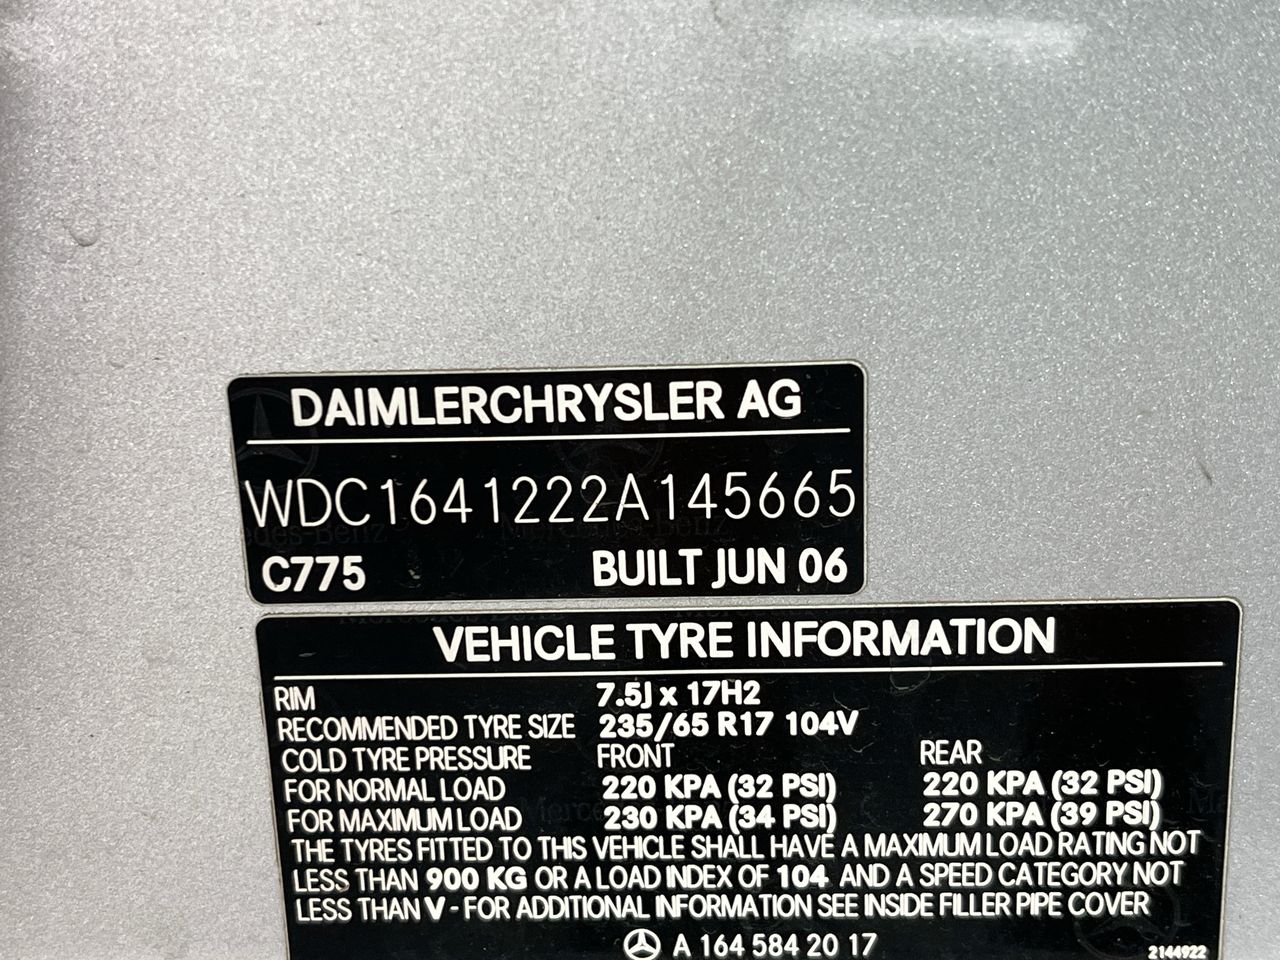 DAIMLERCHRYSLER AG
WDC1641222A145665
C775 BUILT JUN 06
VEHICLE TYRE INFORMATION
RIM 7.5J x 17H2
RECOMMENDED TYRE SIZE 235/65 R17 104V
COLD TYRE PRESSURE FRONT REAR
FOR NORMAL LOAD 220 KPA (32 PSI) 220 KPA (32 PSI)
FOR MAXIMUM LOAD 230 KPA (34 PSI) 270 KPA (39 PSI)
THE TYRES FITTED TO THIS VEHICLE SHALL HAVE A MAXIMUM LOAD RATING NOT
LESS THAN 900 KG OR A LOAD INDEX OF 104 AND A SPEED CATEGORY NOT
LESS THAN V - FOR ADDITIONAL INFORMATION SEE INSIDE FILLER PIPE COVER
A 164 584 20 17 2144922